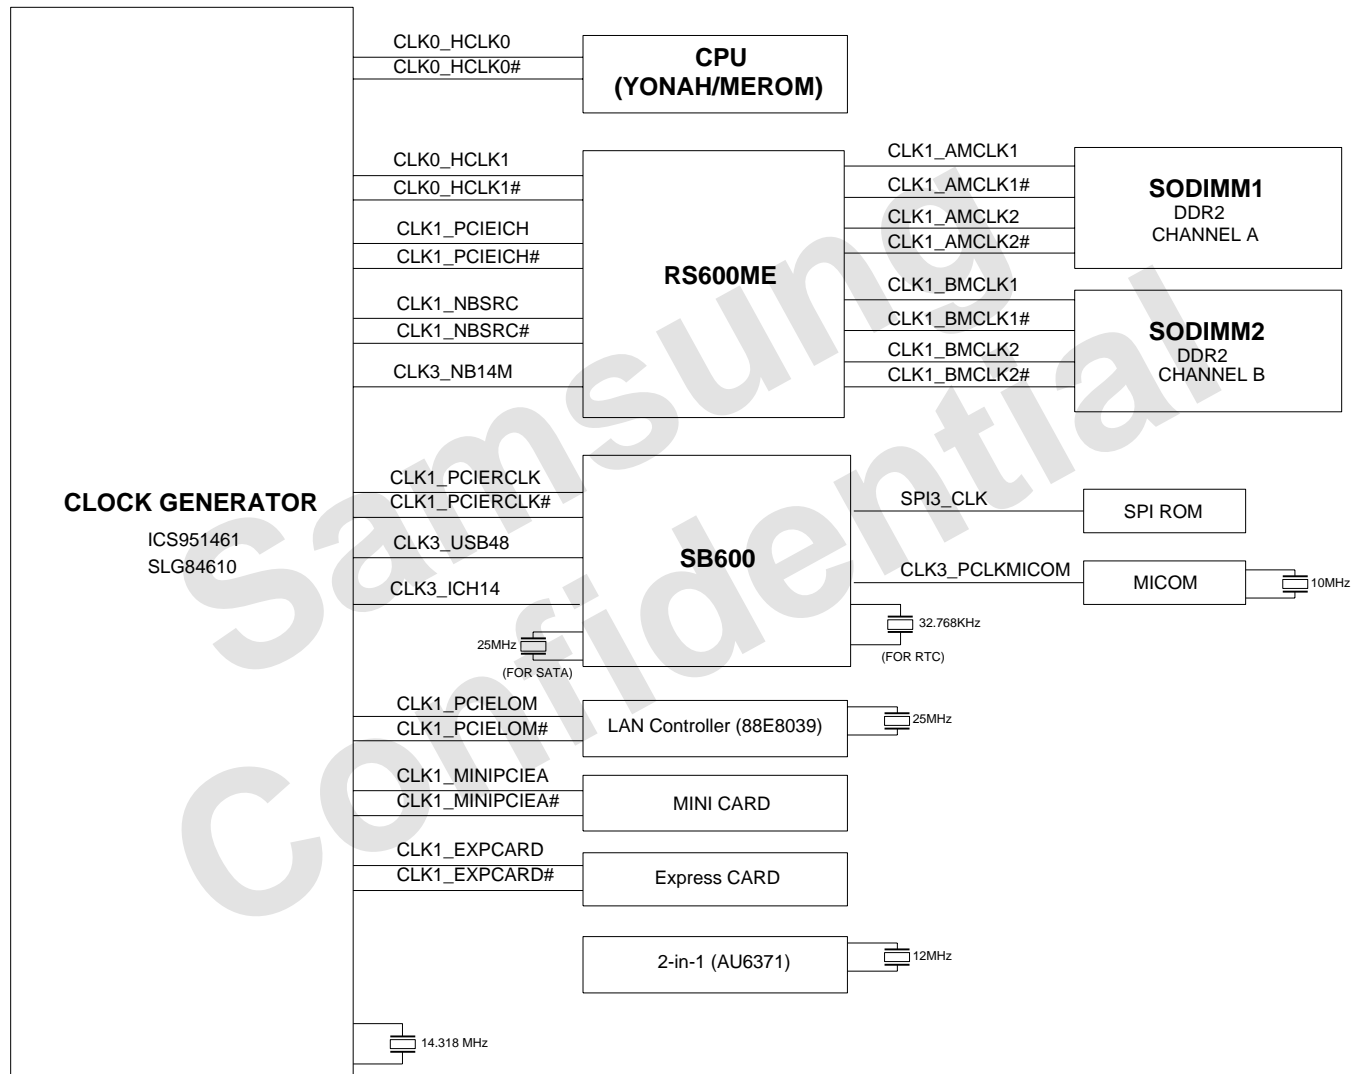 CLK0_HCLK0
CLK0_HCLK0#
CPU
(YONAH/MEROM)
CLK0_HCLK1
CLK0_HCLK1#
CLK1_PCIEICH
CLK1_PCIEICH#
CLK1_NBSRC
CLK1_NBSRC#
CLK3_NB14M
RS600ME
CLK1_AMCLK1
CLK1_AMCLK1#
CLK1_AMCLK2
CLK1_AMCLK2#
CLK1_BMCLK1
CLK1_BMCLK1#
CLK1_BMCLK2
CLK1_BMCLK2#
SODIMM1
DDR2
CHANNEL A
SODIMM2
DDR2
CHANNEL B
CLOCK GENERATOR
ICS951461
SLG84610
CLK1_PCIERCLK
CLK1_PCIERCLK#
CLK3_USB48
CLK3_ICH14
25MHz
(FOR SATA)
SB600
SPI3_CLK
SPI ROM
CLK3_PCLKMICOM
MICOM
10MHz
32.768KHz
(FOR RTC)
CLK1_PCIELOM
CLK1_PCIELOM#
LAN Controller (88E8039)
25MHz
CLK1_MINIPCIEA
CLK1_MINIPCIEA#
MINI CARD
CLK1_EXPCARD
CLK1_EXPCARD#
Express CARD
2-in-1 (AU6371)
12MHz
14.318 MHz
Samsung
Confidential